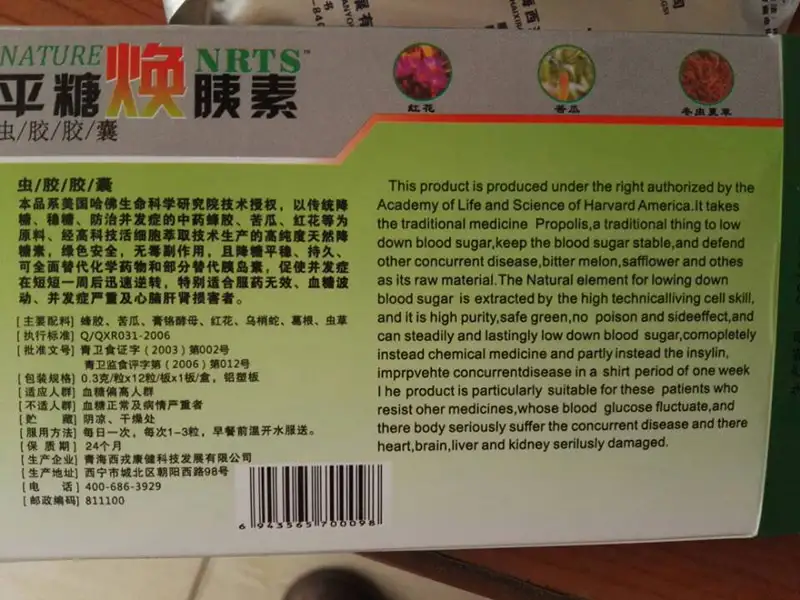 NATURE
NRTS™
平糖焕胰素
虫/胶/胶/囊
红花
苦瓜
冬虫夏草
虫/胶/胶/囊
本品系美国哈佛生命科学研究院技术授权,以传统降
糖、稳糖、防治并发症的中药蜂胶、苦瓜、红花等为
原料、经高科技活细胞萃取技术生产的高纯度天然降
糖素,绿色安全,无毒副作用,且降糖平稳、持久、
可全面替代化学药物和部分替代胰岛素,促使并发症
在短短一周后迅速逆转,特别适合服药无效、血糖波
动、并发症严重及心脑肝肾损害者。
[主要配料] 蜂胶、苦瓜、富铬酵母、红花、乌梢蛇、葛根、虫草
[执行标准] Q/QXR031-2006
[批准文号] 青卫食证字(2003)第002号
青卫监食评字第(2006)第012号
[包装规格] 0.3克/粒x12粒/板x1板/盒,铝塑板
[适应人群] 血糖偏高人群
[不适人群] 血糖正常及病情严重者
[贮 藏] 阴凉、干燥处
[服用方法] 每日一次,每次1-3粒,早餐前温开水服送。
[保 质 期] 24个月
[生产企业] 青海西戎康健科技发展有限公司
[生产地址] 西宁市城北区朝阳西路98号
[电 话] 400-686-3929
[邮政编码] 811100
6 943565 700098
This product is produced under the right authorized by the
Academy of Life and Science of Harvard America.It takes
the traditional medicine Propolis,a traditional thing to low
down blood sugar,keep the blood sugar stable,and defend
other concurrent disease,bitter melon,safflower and othes
as its raw material.The Natural element for lowing down
blood sugar is extracted by the high technicalliving cell skill,
and it is high purity,safe green,no poison and sideeffect,and
can steadily and lastingly low down blood sugar,comopletely
instead chemical medicine and partly instead the insylin,
imprpvehte concurrentdisease in a shirt period of one week
The product is particularly suitable for these patients who
resist oher medicines,whose blood glucose fluctuate,and
there body seriously suffer the concurrent disease and there
heart,brain,liver and kidney serilusly damaged.